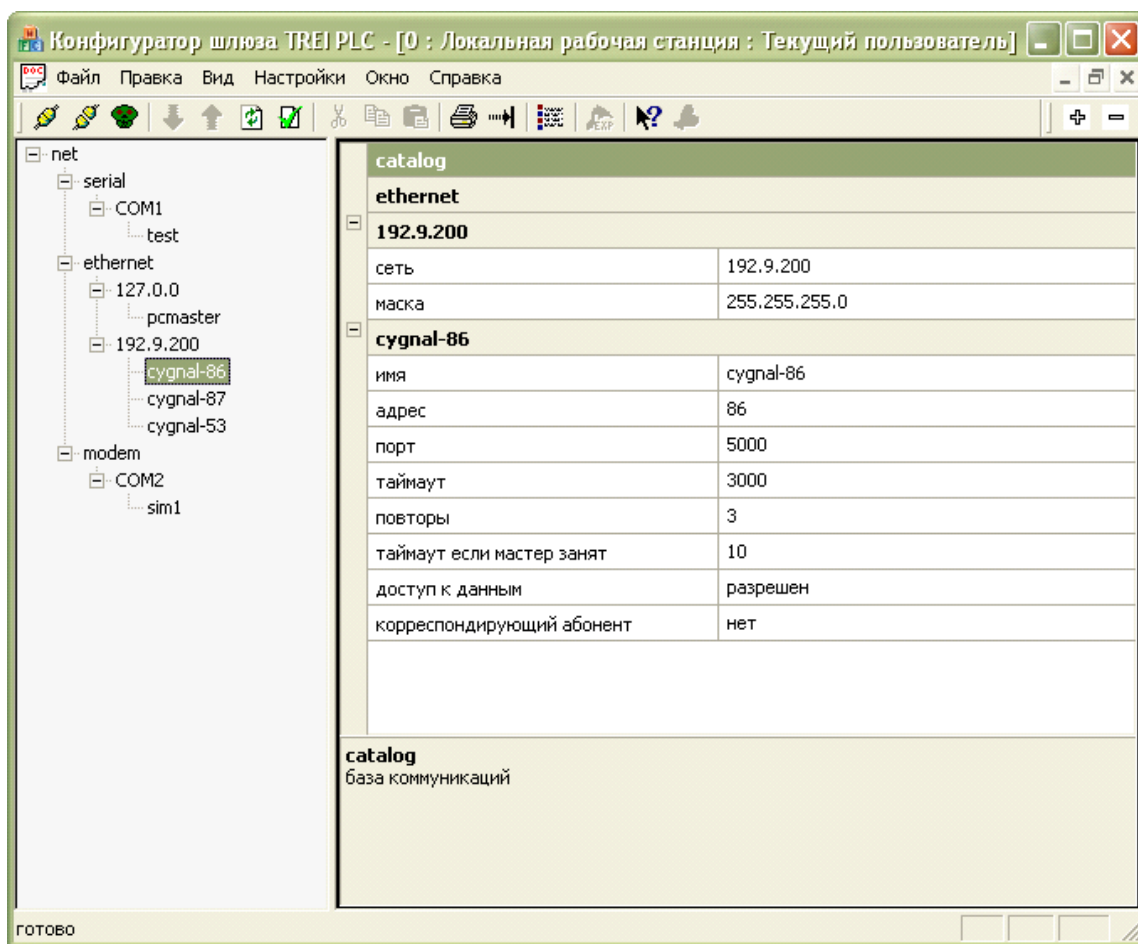 Конфигуратор шлюза TREI PLC - [0 : Локальная рабочая станция : Текущий пользователь]
Файл Правка Вид Настройки Окно Справка
net
serial
COM1
test
ethernet
127.0.0
pcmaster
192.9.200
cygnal-86
cygnal-87
cygnal-53
modem
COM2
sim1
catalog
ethernet
192.9.200
сеть 192.9.200
маска 255.255.255.0
cygnal-86
имя cygnal-86
адрес 86
порт 5000
таймаут 3000
повторы 3
таймаут если мастер занят 10
доступ к данным разрешен
корреспондирующий абонент нет
catalog
база коммуникаций
готово